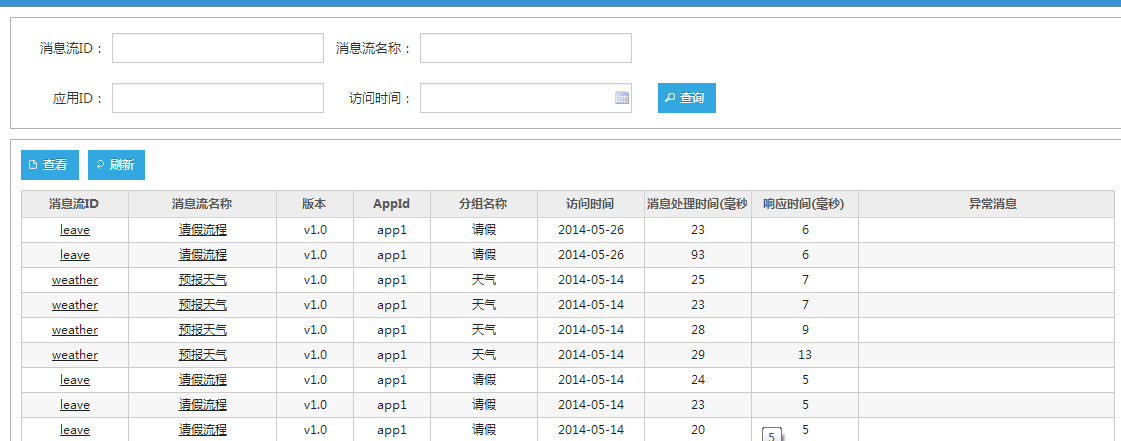 消息流ID： 消息流名称：
应用ID： 访问时间： 查询
查看 刷新
消息流ID 消息流名称 版本 AppId 分组名称 访问时间 消息处理时间(毫秒 响应时间(毫秒) 异常消息
leave 请假流程 v1.0 app1 请假 2014-05-26 23 6
leave 请假流程 v1.0 app1 请假 2014-05-26 93 6
weather 预报天气 v1.0 app1 天气 2014-05-14 25 7
weather 预报天气 v1.0 app1 天气 2014-05-14 23 7
weather 预报天气 v1.0 app1 天气 2014-05-14 28 9
weather 预报天气 v1.0 app1 天气 2014-05-14 29 13
leave 请假流程 v1.0 app1 请假 2014-05-14 24 5
leave 请假流程 v1.0 app1 请假 2014-05-14 23 5
leave 请假流程 v1.0 app1 请假 2014-05-14 20 5
5